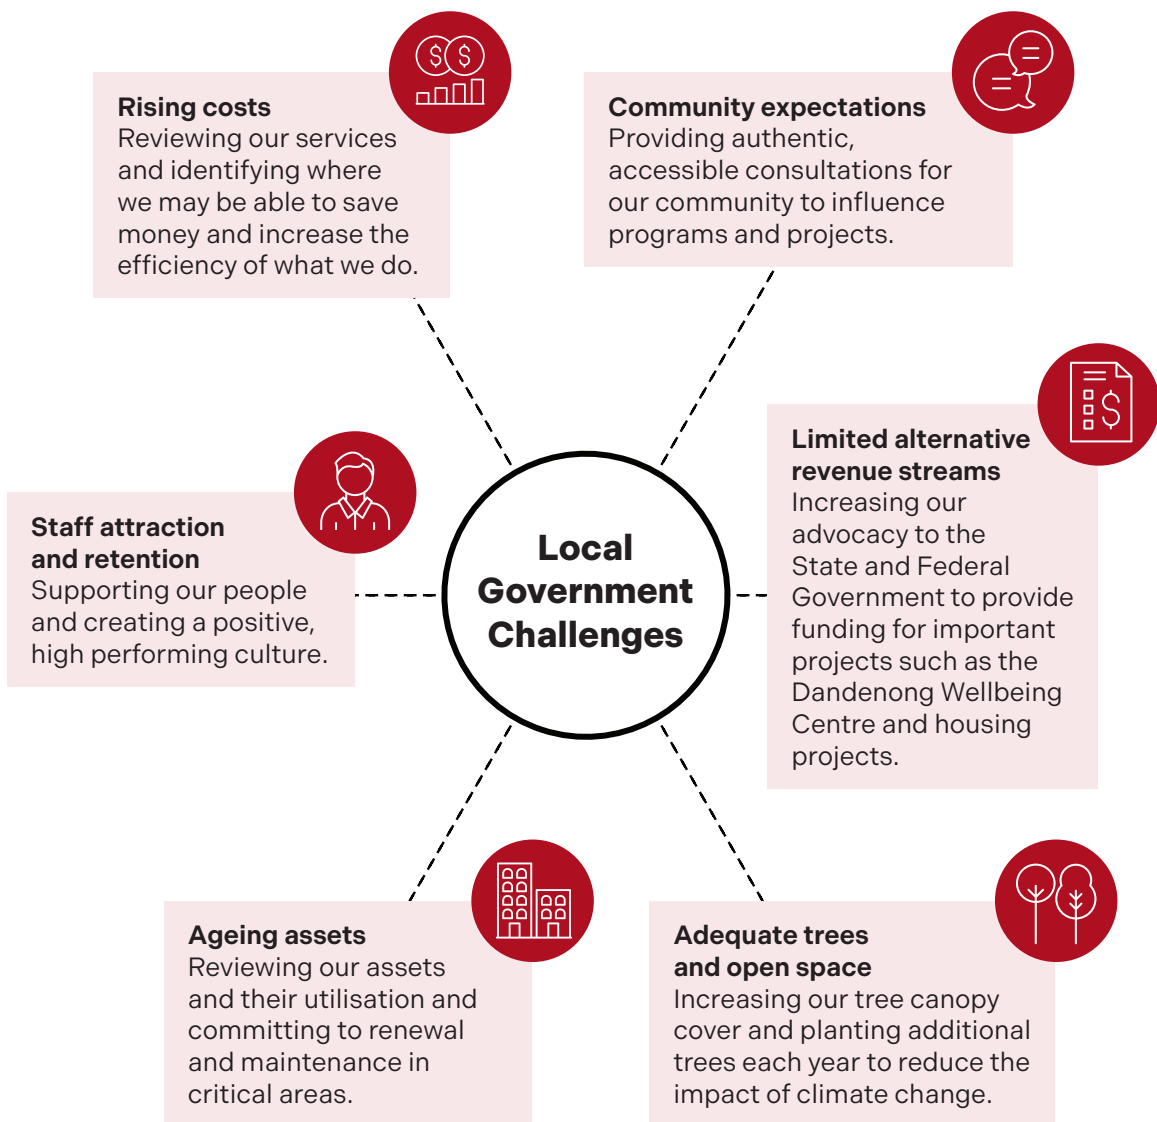 Rising costs
Reviewing our services
and identifying where
we may be able to save
money and increase the
efficiency of what we do.
Community expectations
Providing authentic,
accessible consultations for
our community to influence
programs and projects.
Limited alternative
revenue streams
Increasing our
advocacy to the
State and Federal
Government to provide
funding for important
projects such as the
Dandenong Wellbeing
Centre and housing
projects.
Staff attraction
and retention
Supporting our people
and creating a positive,
high performing culture.
Local
Government
Challenges
Ageing assets
Reviewing our assets
and their utilisation and
committing to renewal
and maintenance in
critical areas.
Adequate trees
and open space
Increasing our tree canopy
cover and planting additional
trees each year to reduce the
impact of climate change.